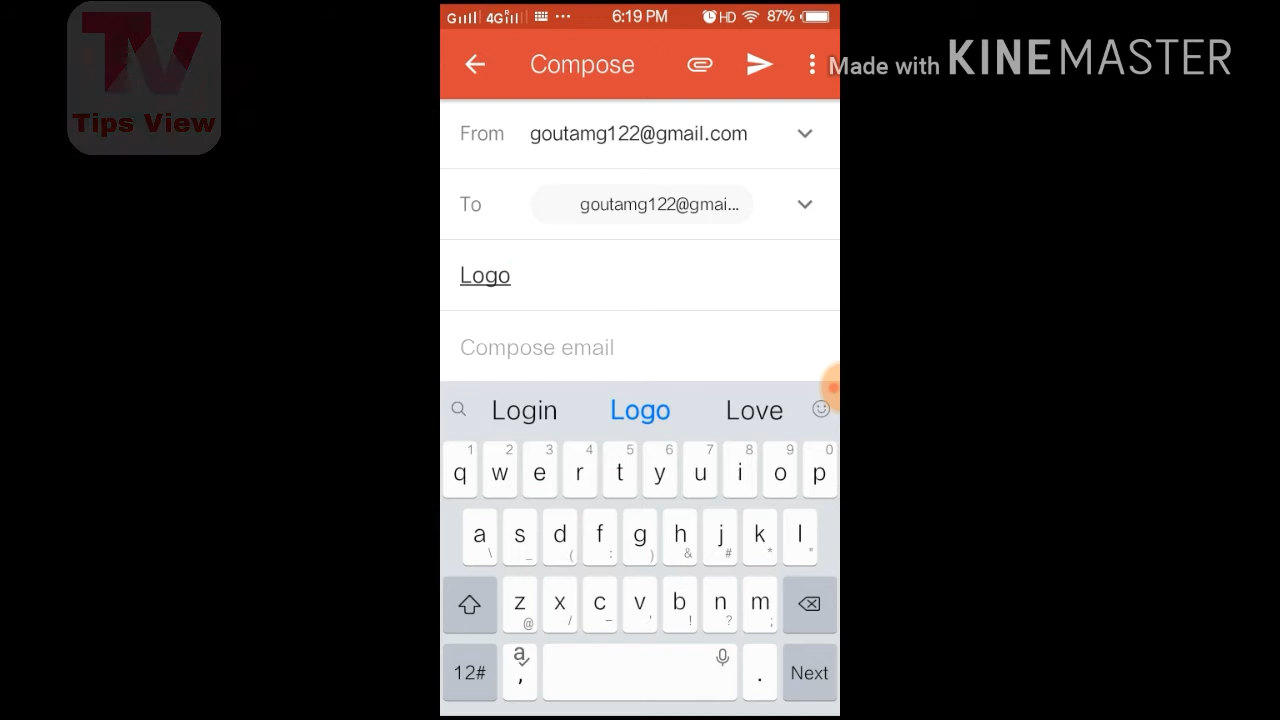 4G R 6:19 PM HD 87%
Compose
Made with KINEMASTER
TV
Tips View
From goutamg122@gmail.com
To goutamg122@gmai...
Logo
Compose email
Login Logo Love
1 2 3 4 5 6 7 8 9 0
q w e r t y u i o p
a s d f g h j k l
\ _ ( : ) & # * "
z x c v b n m
@ / - ' ! ? ;
12# a , . Next